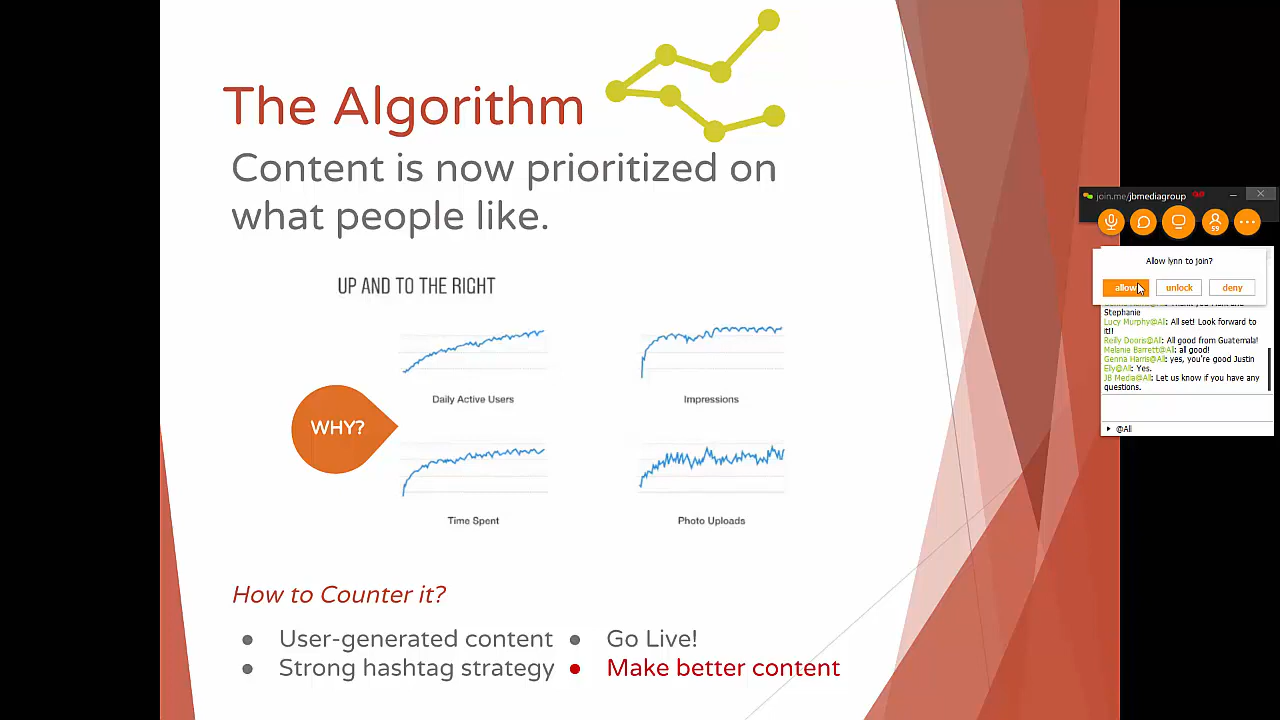 The Algorithm
Content is now prioritized on
what people like.
UP AND TO THE RIGHT
Daily Active Users
Impressions
WHY?
Time Spent
Photo Uploads
How to Counter it?
● User-generated content
● Strong hashtag strategy
● Go Live!
● Make better content
join.me/jbmediagroup
59
Allow lynn to join?
allow unlock deny
Stephanie
Lucy Murphy@All: All set! Look forward to
it!!
Reily Dooris@All: All good from Guatemala!
Melanie Barrett@All: all good!
Genna Harris@All: yes, you're good Justin
Elly@All: Yes.
JB Media@All: Let us know if you have any
questions.
@All